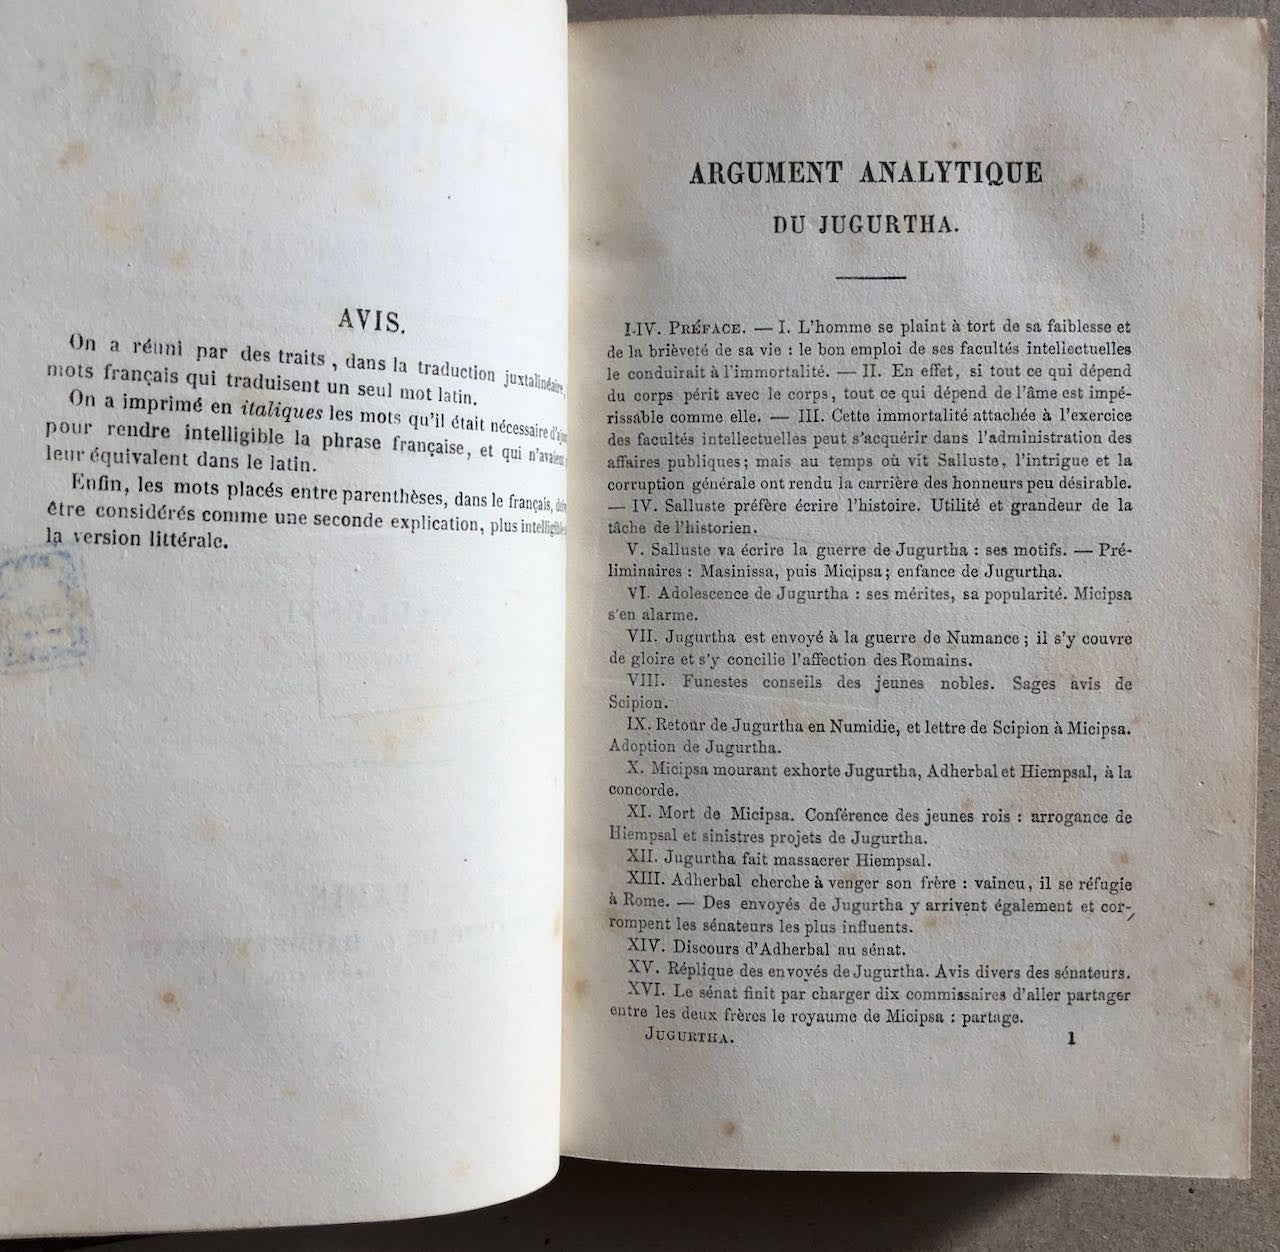 AVIS.
On a réuni par des traits, dans la traduction juxtalinéaire,
mots français qui traduisent un seul mot latin.
On a imprimé en italiques les mots qu'il était nécessaire
pour rendre intelligible la phrase française, et qui n'avaient
leur équivalent dans le latin.
Enfin, les mots placés entre parenthèses, dans le français,
être considérés comme une seconde explication, plus intelligible
la version littérale.
ARGUMENT ANALYTIQUE
DU JUGURTHA.
I-IV. PRÉFACE. — I. L'homme se plaint à tort de sa faiblesse et
de la brièveté de sa vie : le bon emploi de ses facultés intellectuelles
le conduirait à l'immortalité. — II. En effet, si tout ce qui dépend
du corps périt avec le corps, tout ce qui dépend de l'âme est impé-
rissable comme elle. — III. Cette immortalité attachée à l'exercice
des facultés intellectuelles peut s'acquérir dans l'administration des
affaires publiques; mais au temps où vit Salluste, l'intrigue et la
corruption générale ont rendu la carrière des honneurs peu désirable.
— IV. Salluste préfère écrire l'histoire. Utilité et grandeur de la
tâche de l'historien.
V. Salluste va écrire la guerre de Jugurtha : ses motifs. — Pré-
liminaires : Masinissa, puis Micipsa; enfance de Jugurtha.
VI. Adolescence de Jugurtha : ses mérites, sa popularité. Micipsa
s'en alarme.
VII. Jugurtha est envoyé à la guerre de Numance; il s'y couvre
de gloire et s'y concilie l'affection des Romains.
VIII. Funestes conseils des jeunes nobles. Sages avis de
Scipion.
IX. Retour de Jugurtha en Numidie, et lettre de Scipion à Micipsa.
Adoption de Jugurtha.
X. Micipsa mourant exhorte Jugurtha, Adherbal et Hiempsal, à la
concorde.
XI. Mort de Micipsa. Conférence des jeunes rois : arrogance de
Hiempsal et sinistres projets de Jugurtha.
XII. Jugurtha fait massacrer Hiempsal.
XIII. Adherbal cherche à venger son frère : vaincu, il se réfugie
à Rome. — Des envoyés de Jugurtha y arrivent également et cor-
rompent les sénateurs les plus influents.
XIV. Discours d'Adherbal au sénat.
XV. Réplique des envoyés de Jugurtha. Avis divers des sénateurs.
XVI. Le sénat finit par charger dix commissaires d'aller partager
entre les deux frères le royaume de Micipsa : partage.
JUGURTHA. 1